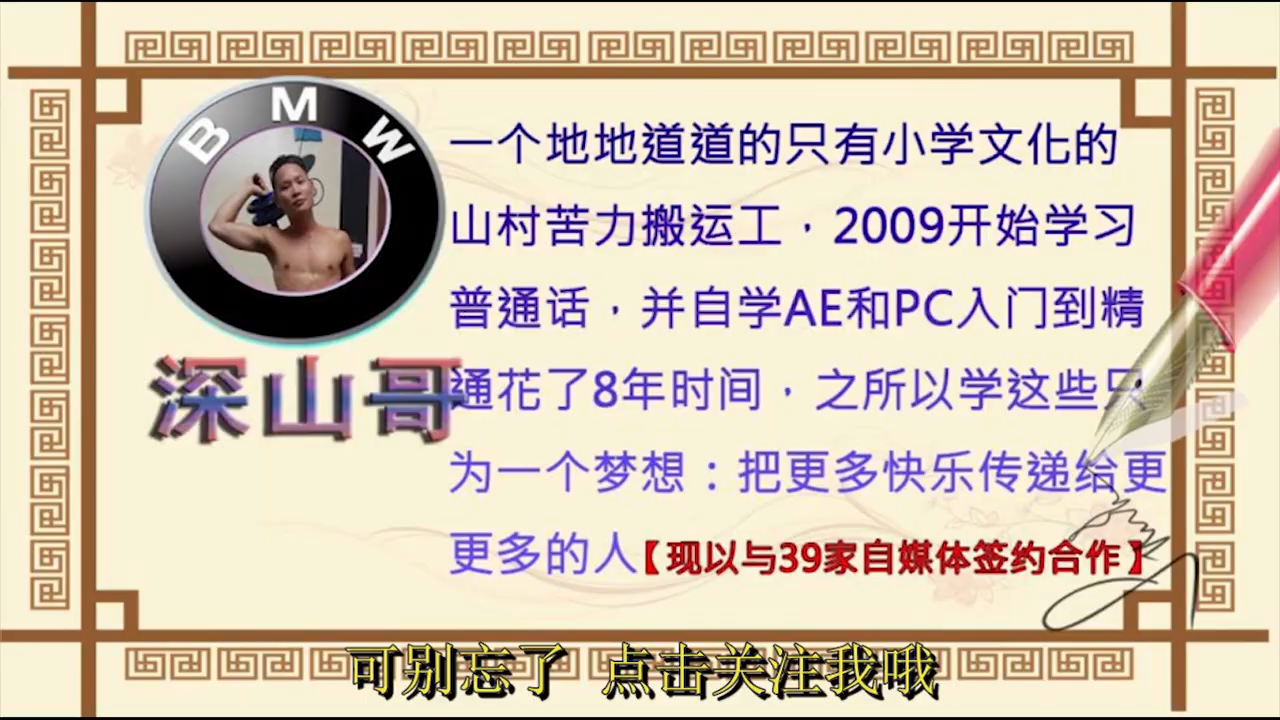 BMW
深山哥
一个地地道道的只有小学文化的
山村苦力搬运工，2009开始学习
普通话，并自学AE和PC入门到精
通花了8年时间，之所以学这些只
为一个梦想：把更多快乐传递给更
更多的人【现以与39家自媒体签约合作】
可别忘了 点击关注我哦